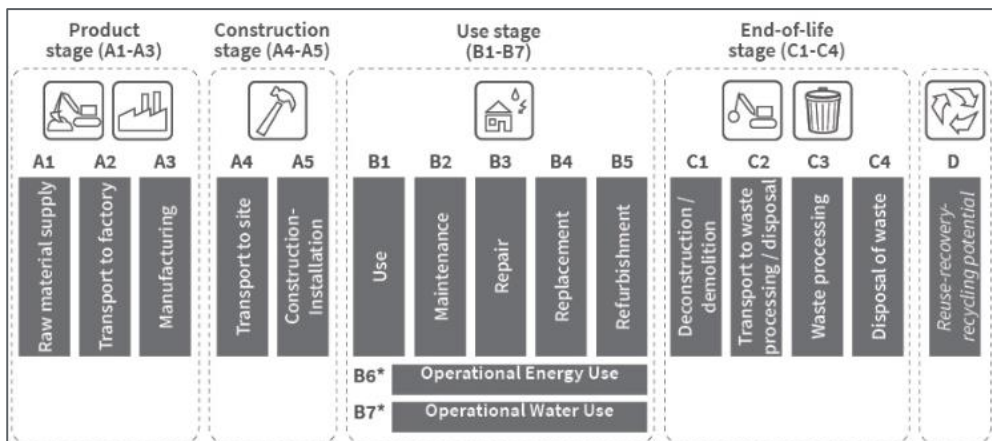 Product
stage (A1-A3)
Construction
stage (A4-A5)
Use stage
(B1-B7)
End-of-life
stage (C1-C4)
A1
A2
A3
A4
A5
B1
B2
B3
B4
B5
C1
C2
C3
C4
D
Raw material supply
Transport to factory
Manufacturing
Transport to site
Construction-
Installation
Use
Maintenance
Repair
Replacement
Refurbishment
Deconstruction /
demolition
Transport to waste
processing / disposal
Waste processing
Disposal of waste
Reuse-recovery-
recycling potential
B6* Operational Energy Use
B7* Operational Water Use